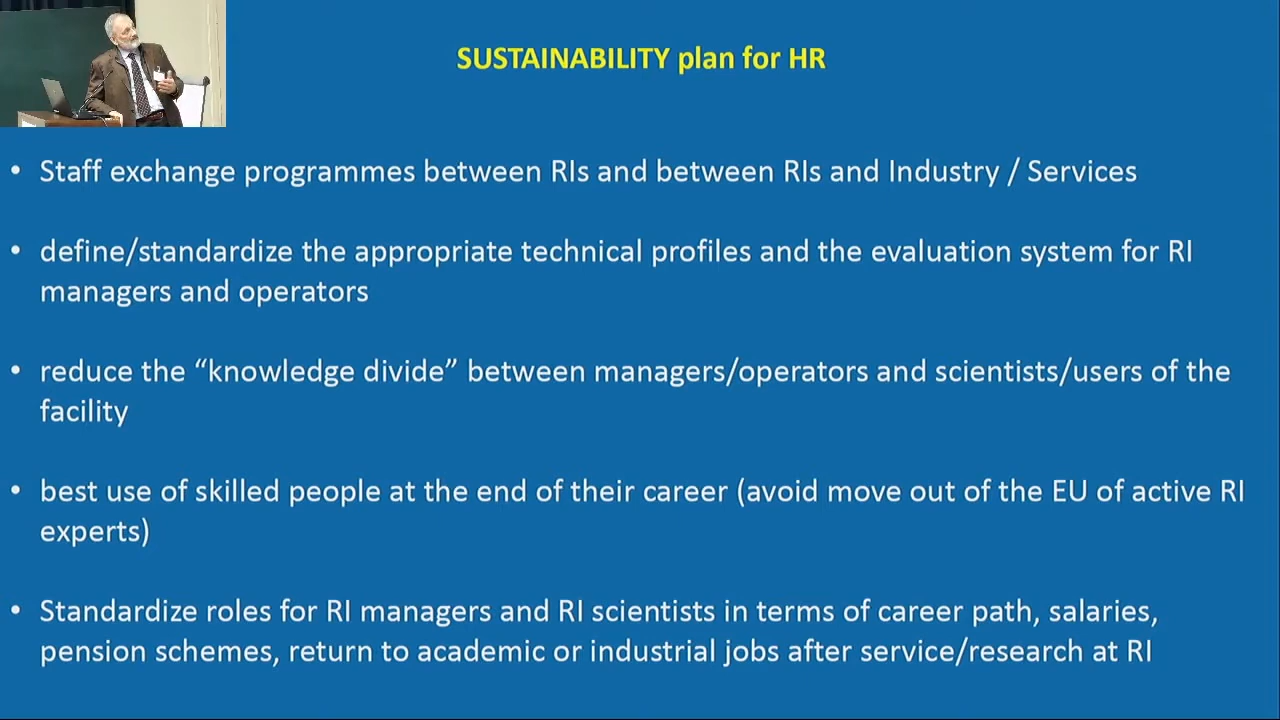 SUSTAINABILITY plan for HR
• Staff exchange programmes between RIs and between RIs and Industry / Services
• define/standardize the appropriate technical profiles and the evaluation system for RI
managers and operators
• reduce the “knowledge divide” between managers/operators and scientists/users of the
facility
• best use of skilled people at the end of their career (avoid move out of the EU of active RI
experts)
• Standardize roles for RI managers and RI scientists in terms of career path, salaries,
pension schemes, return to academic or industrial jobs after service/research at RI